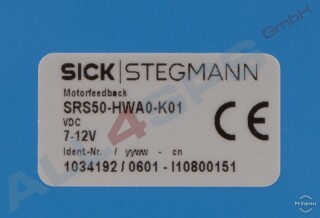 SICK | STEGMANN
Motorfeedback
SRS50-HWA0-K01
VDC
7-12V
Ident.-Nr. / yyww - cn
1034192 / 0601 - I10800151
CE